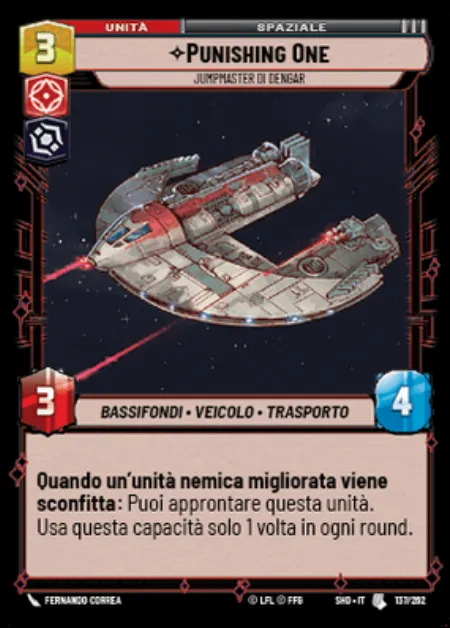 UNITÀ
SPAZIALE
3
PUNISHING ONE
JUMPMASTER DI DENGAR
3
BASSIFONDI • VEICOLO • TRASPORTO
4
Quando un'unità nemica migliorata viene
sconfitta: Puoi approntare questa unità.
Usa questa capacità solo 1 volta in ogni round.
FERNANDO CORREA
© LFL © FFG
SHD • IT
137/262